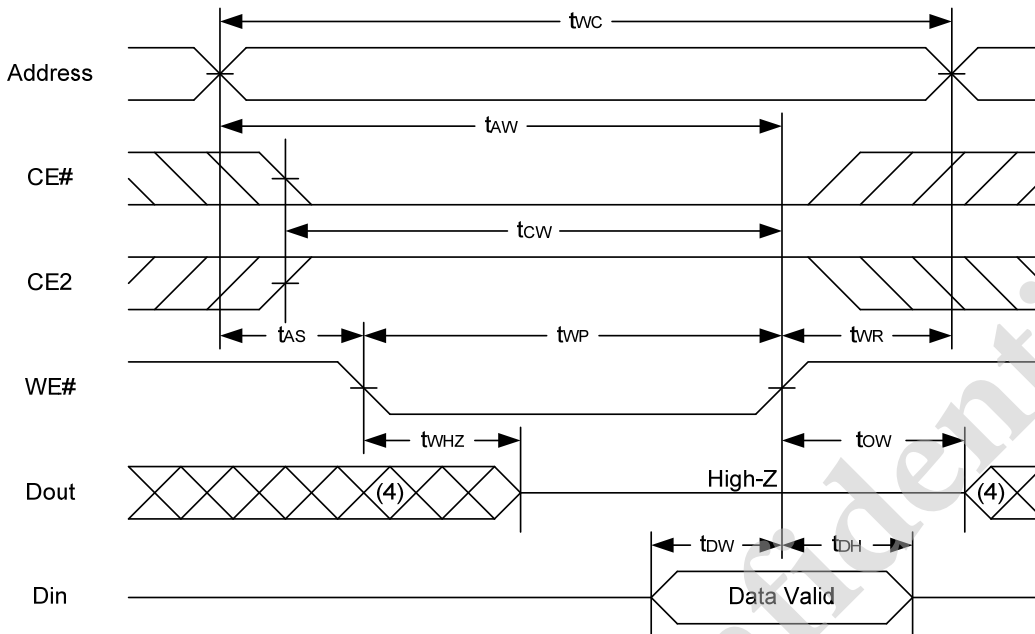 tWC
Address
tAW
CE#
tCW
CE2
tAS tWP tWR
WE#
tWHZ tOW
Dout (4) High-Z (4)
tDW tDH
Din Data Valid